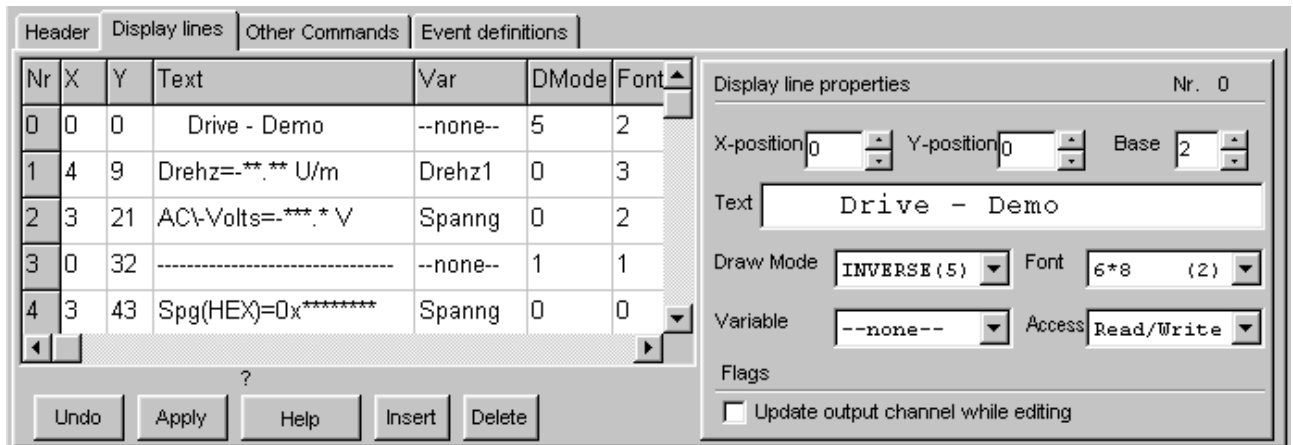 Header Display lines Other Commands Event definitions
Nr X Y Text Var DMode Font
0 0 0 Drive - Demo --none-- 5 2
1 4 9 Drehz=-**.** U/m Drehz1 0 3
2 3 21 AC\-Volts=-***.* V Spanng 0 2
3 0 32 -------------------------------- --none-- 1 1
4 3 43 Spg(HEX)=0x******** Spanng 0 0
?
Undo Apply Help Insert Delete
Display line properties Nr. 0
X-position 0 Y-position 0 Base 2
Text Drive - Demo
Draw Mode INVERSE(5) Font 6*8 (2)
Variable --none-- Access Read/Write
Flags
Update output channel while editing